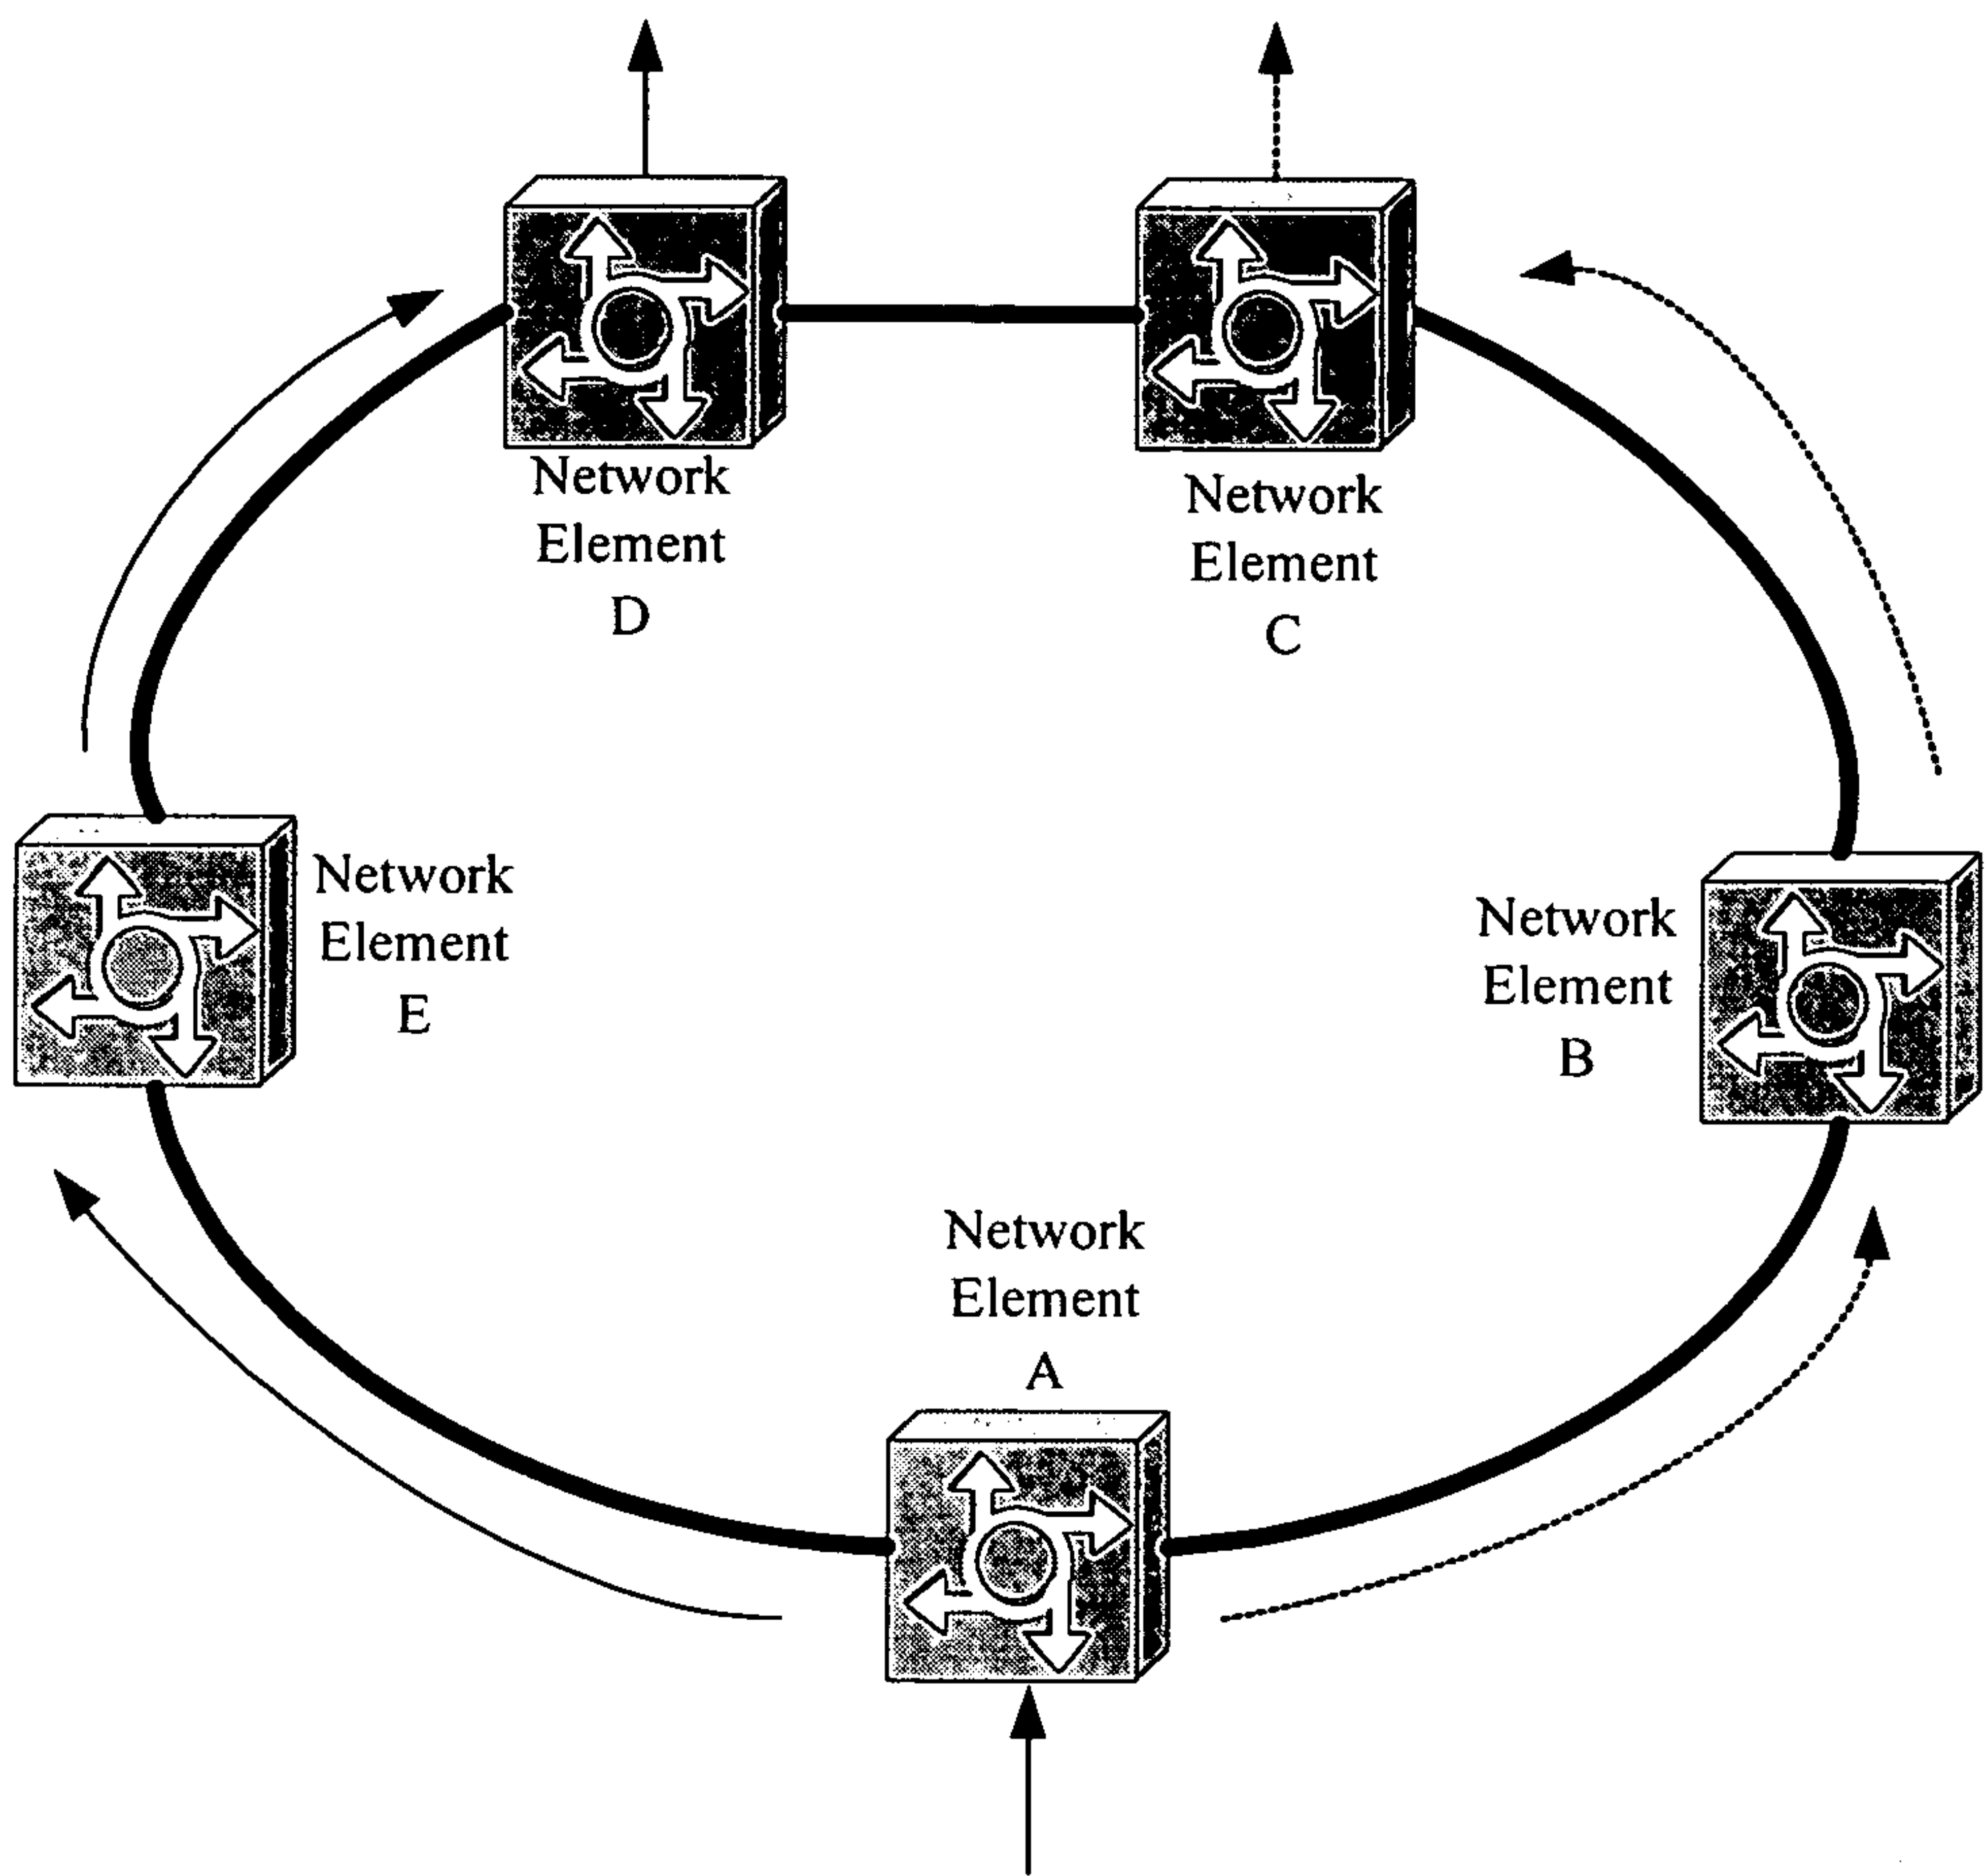 Network
Element
D
Network
Element
C
Network
Element
E
Network
Element
B
Network
Element
A